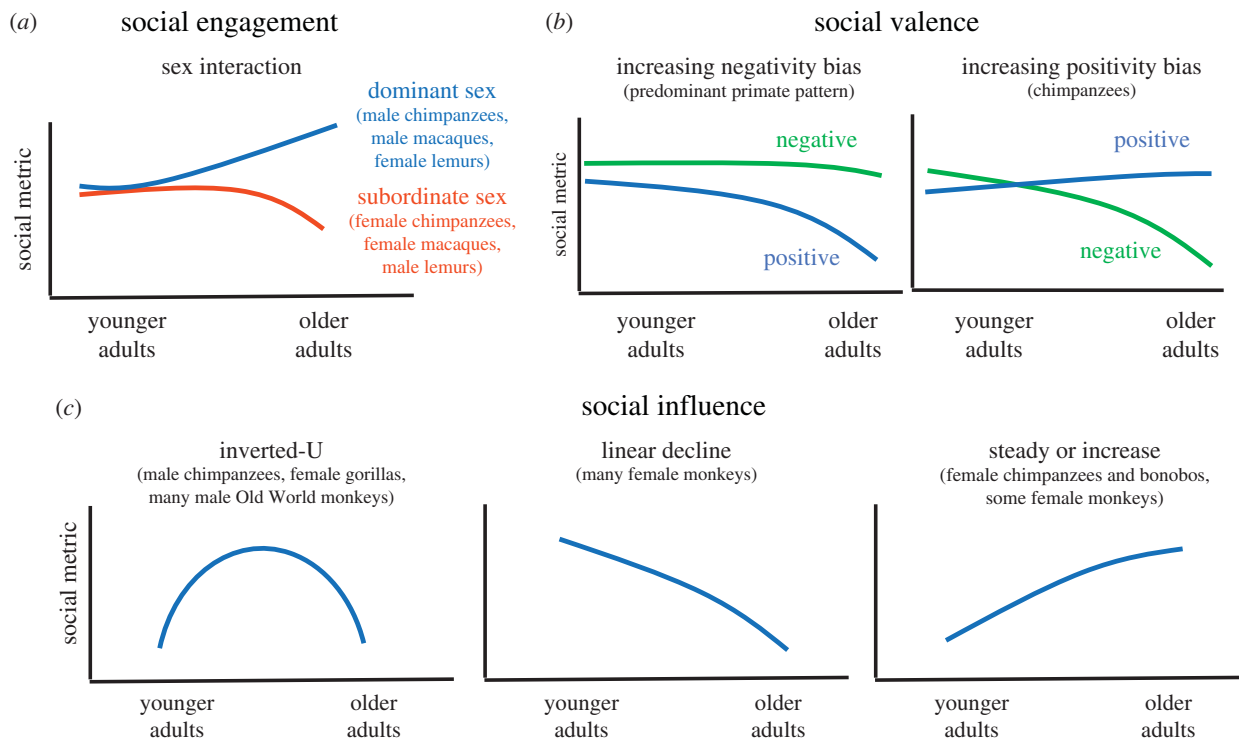 (a)
social engagement
sex interaction
dominant sex
(male chimpanzees,
male macaques,
female lemurs)
subordinate sex
(female chimpanzees,
female macaques,
male lemurs)
social metric
younger
adults
older
adults
(b)
social valence
increasing negativity bias
(predominant primate pattern)
negative
positive
social metric
younger
adults
older
adults
increasing positivity bias
(chimpanzees)
positive
negative
younger
adults
older
adults
(c)
social influence
inverted-U
(male chimpanzees, female gorillas,
many male Old World monkeys)
social metric
younger
adults
older
adults
linear decline
(many female monkeys)
younger
adults
older
adults
steady or increase
(female chimpanzees and bonobos,
some female monkeys)
younger
adults
older
adults